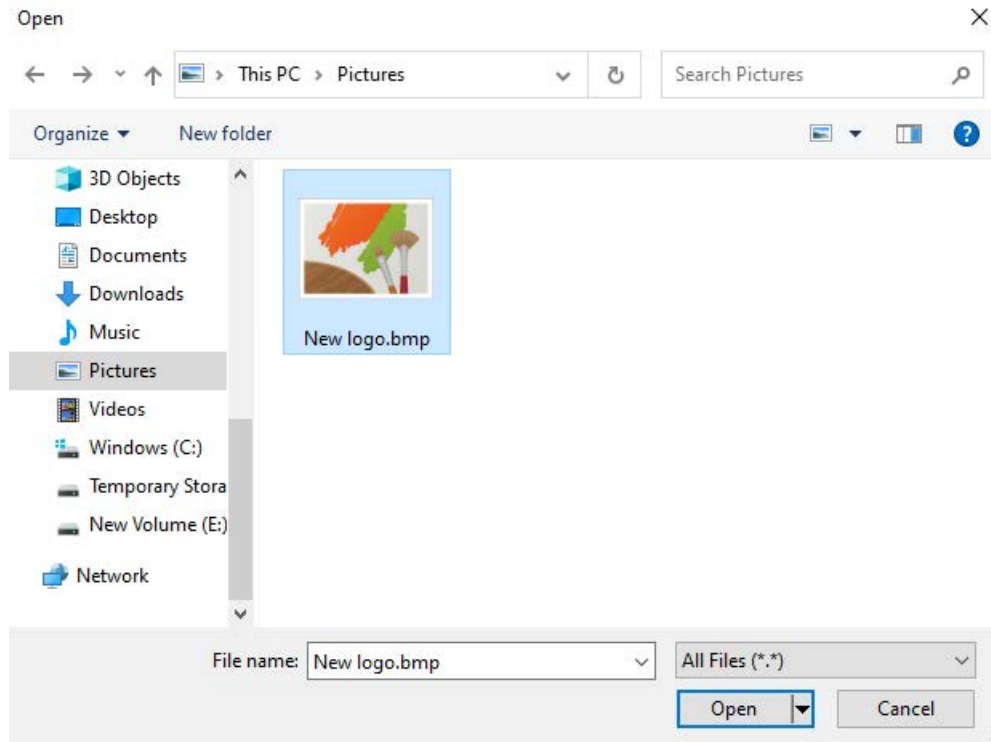 Open
This PC > Pictures
Search Pictures
Organize
New folder
3D Objects
Desktop
Documents
Downloads
Music
Pictures
Videos
Windows (C:)
Temporary Stora
New Volume (E:)
Network
New logo.bmp
File name: New logo.bmp
All Files (*.*)
Open
Cancel